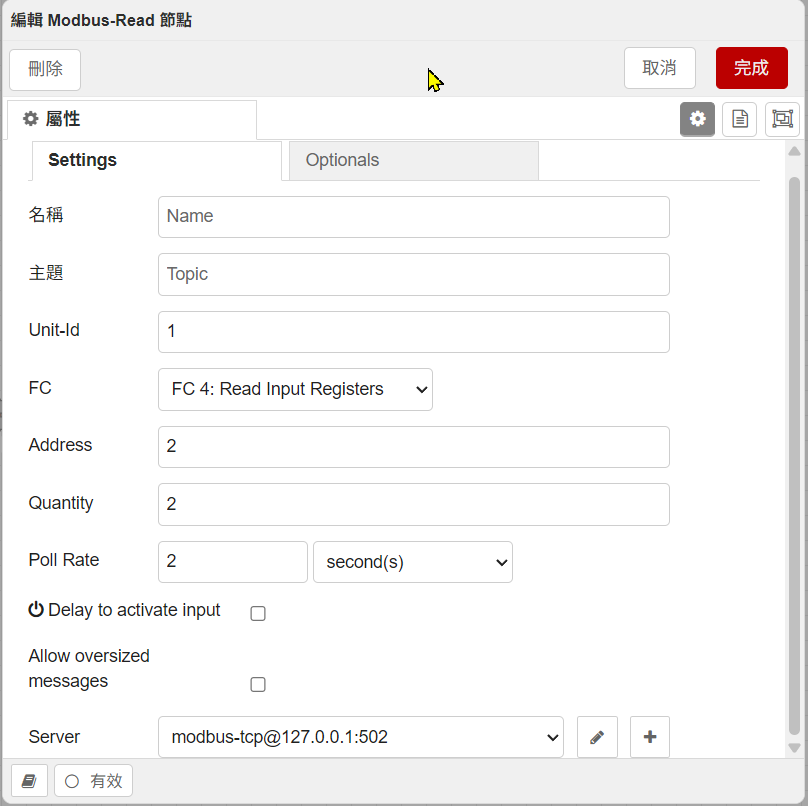 編輯 Modbus-Read 節點
刪除
取消
完成
屬性
Settings
Optionals
名稱
Name
主題
Topic
Unit-Id
1
FC
FC 4: Read Input Registers
Address
2
Quantity
2
Poll Rate
2
second(s)
Delay to activate input
Allow oversized
messages
Server
modbus-tcp@127.0.0.1:502
有效